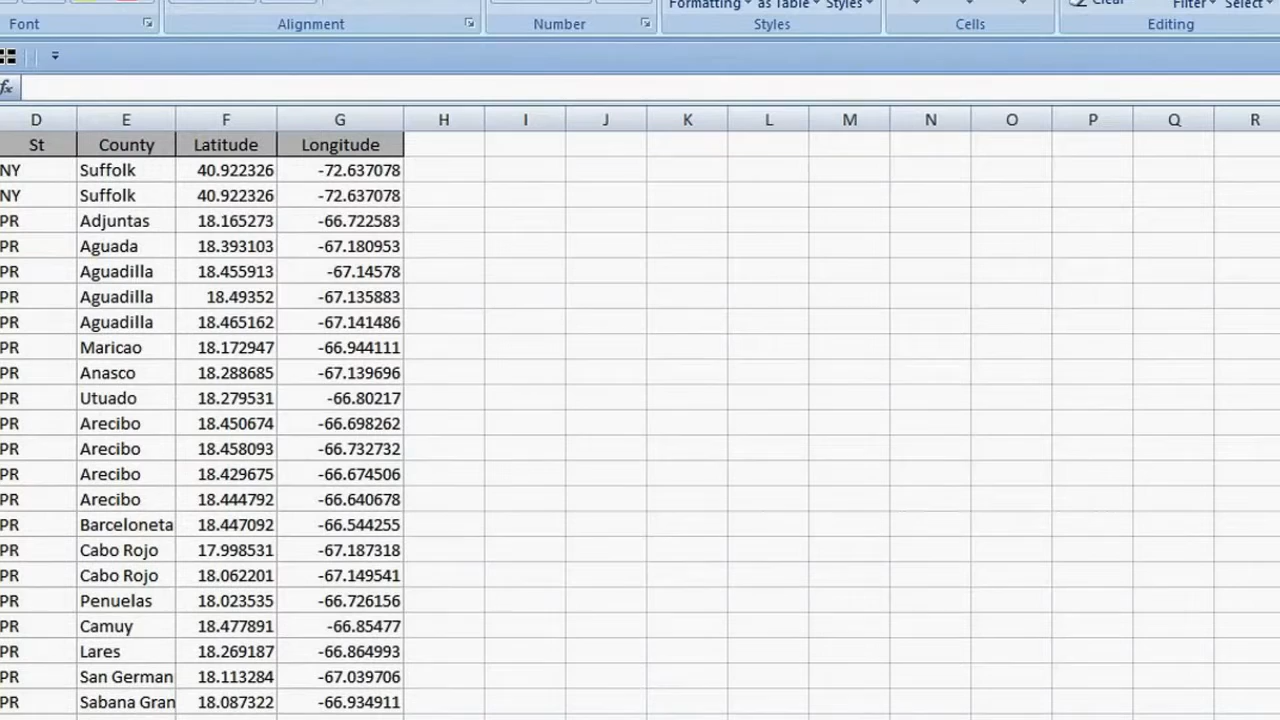 Formatting as Table Styles Clear Filter Select
Font Alignment Number Styles Cells Editing
fx
D E F G H I J K L M N O P Q R
St County Latitude Longitude
NY Suffolk 40.922326 -72.637078
NY Suffolk 40.922326 -72.637078
PR Adjuntas 18.165273 -66.722583
PR Aguada 18.393103 -67.180953
PR Aguadilla 18.455913 -67.14578
PR Aguadilla 18.49352 -67.135883
PR Aguadilla 18.465162 -67.141486
PR Maricao 18.172947 -66.944111
PR Anasco 18.288685 -67.139696
PR Utuado 18.279531 -66.80217
PR Arecibo 18.450674 -66.698262
PR Arecibo 18.458093 -66.732732
PR Arecibo 18.429675 -66.674506
PR Arecibo 18.444792 -66.640678
PR Barceloneta 18.447092 -66.544255
PR Cabo Rojo 17.998531 -67.187318
PR Cabo Rojo 18.062201 -67.149541
PR Penuelas 18.023535 -66.726156
PR Camuy 18.477891 -66.85477
PR Lares 18.269187 -66.864993
PR San German 18.113284 -67.039706
PR Sabana Gran 18.087322 -66.934911